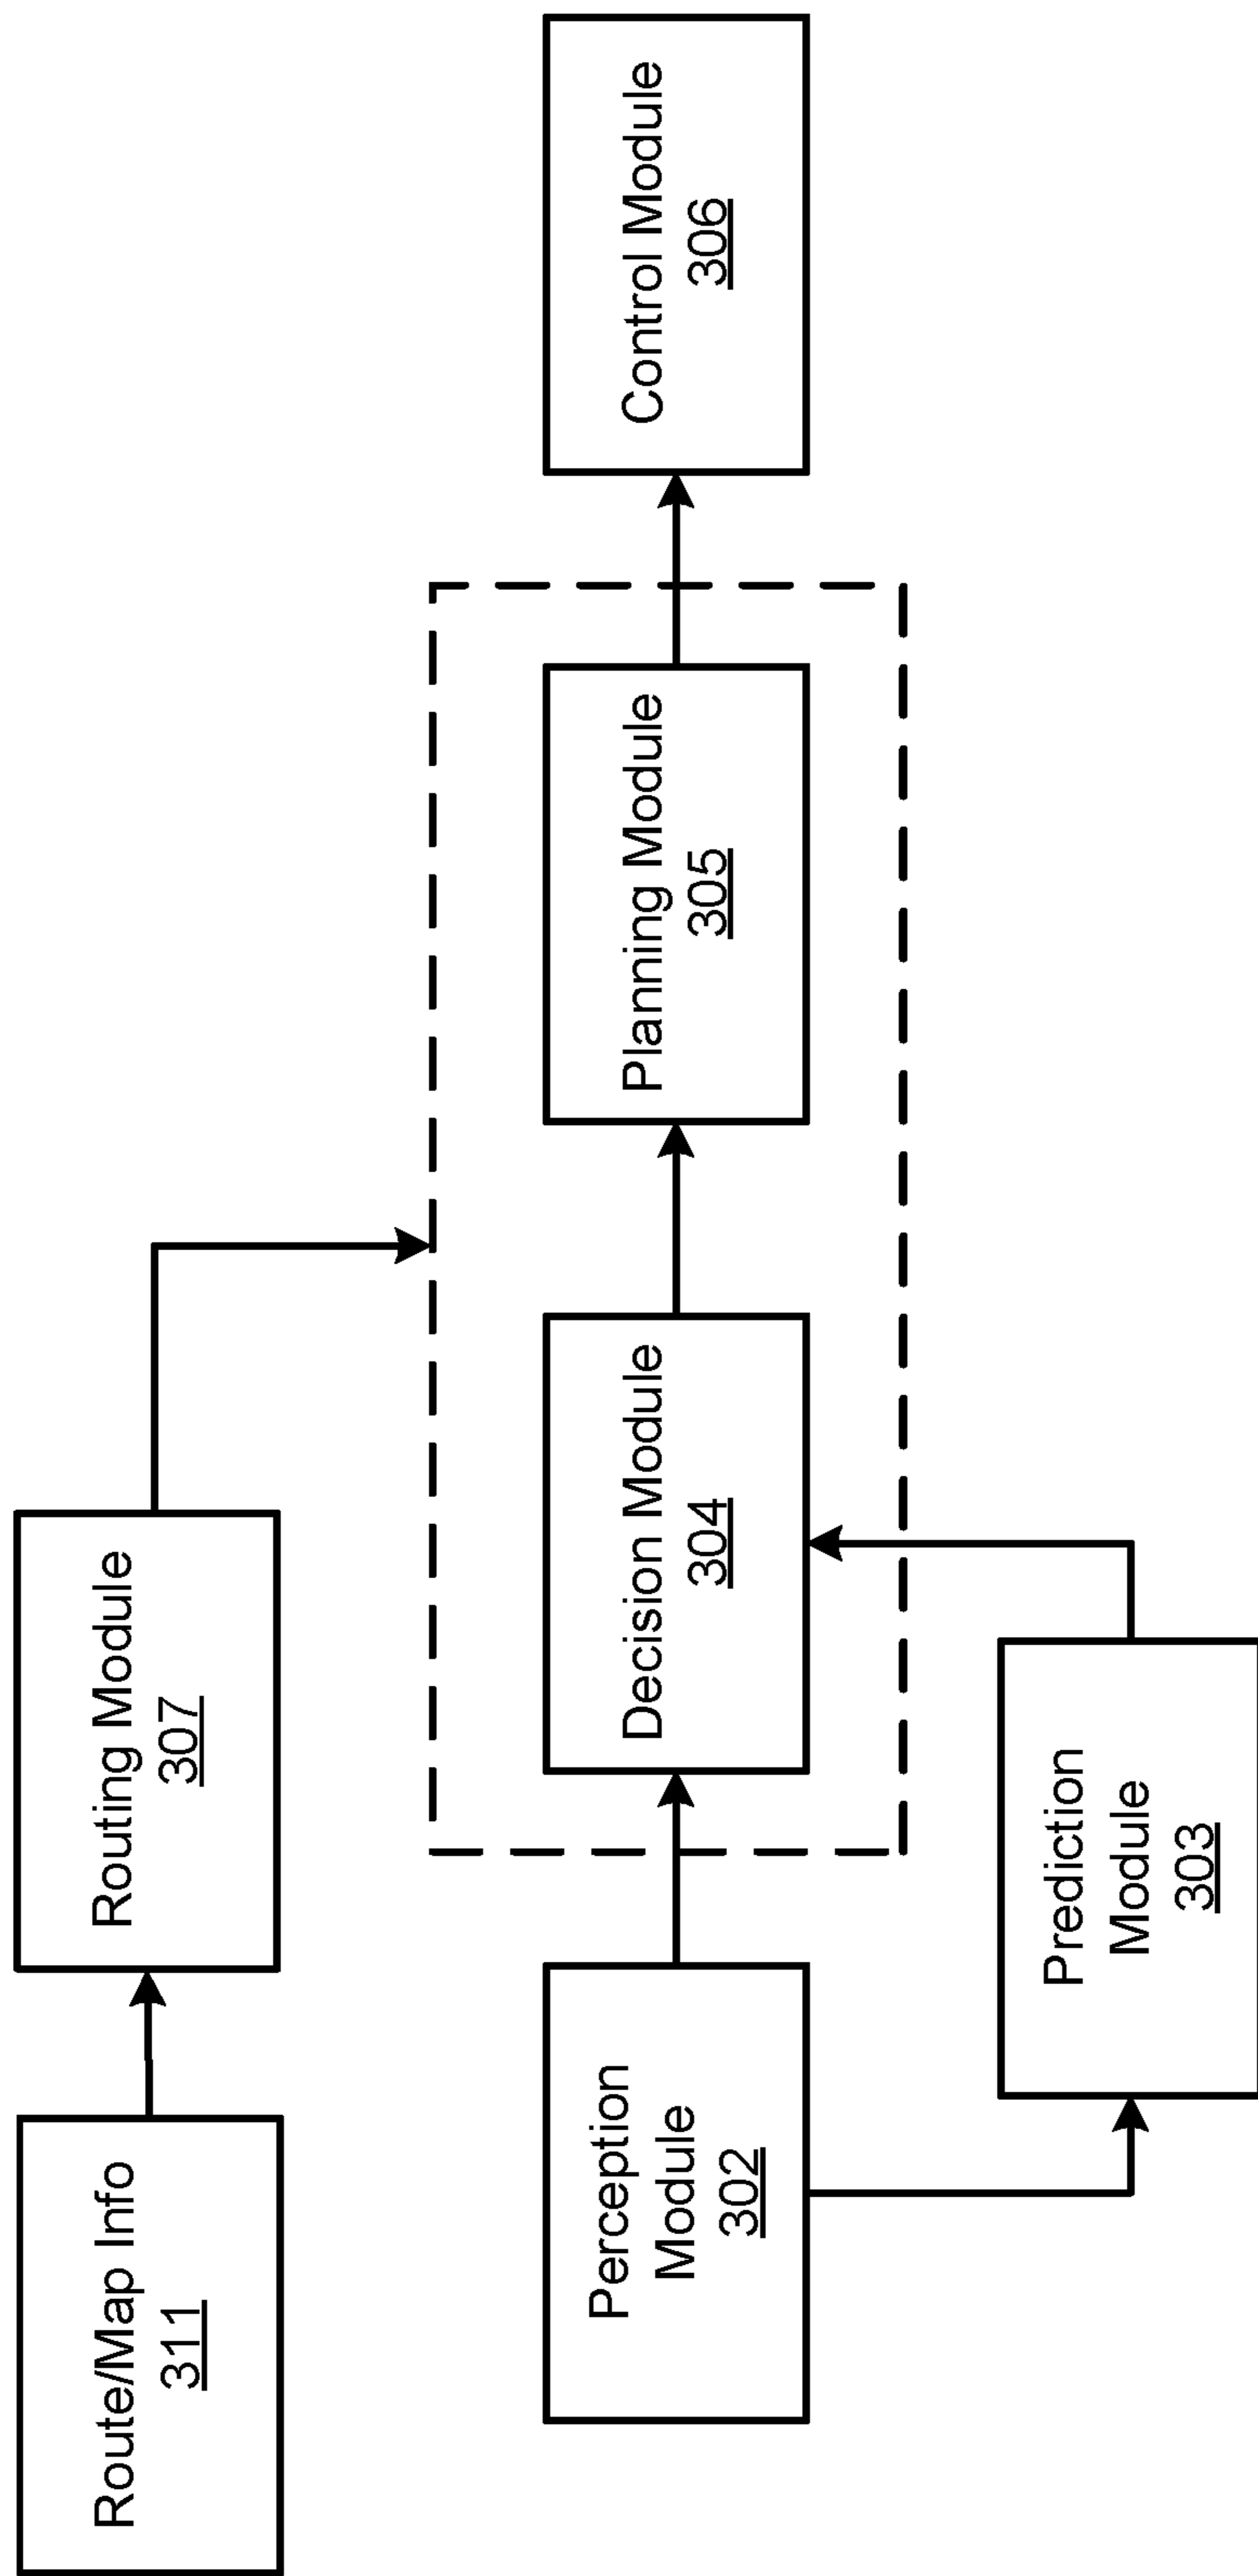 Route/Map Info
311
Routing Module
307
Perception
Module
302
Decision Module
304
Planning Module
305
Control Module
306
Prediction
Module
303